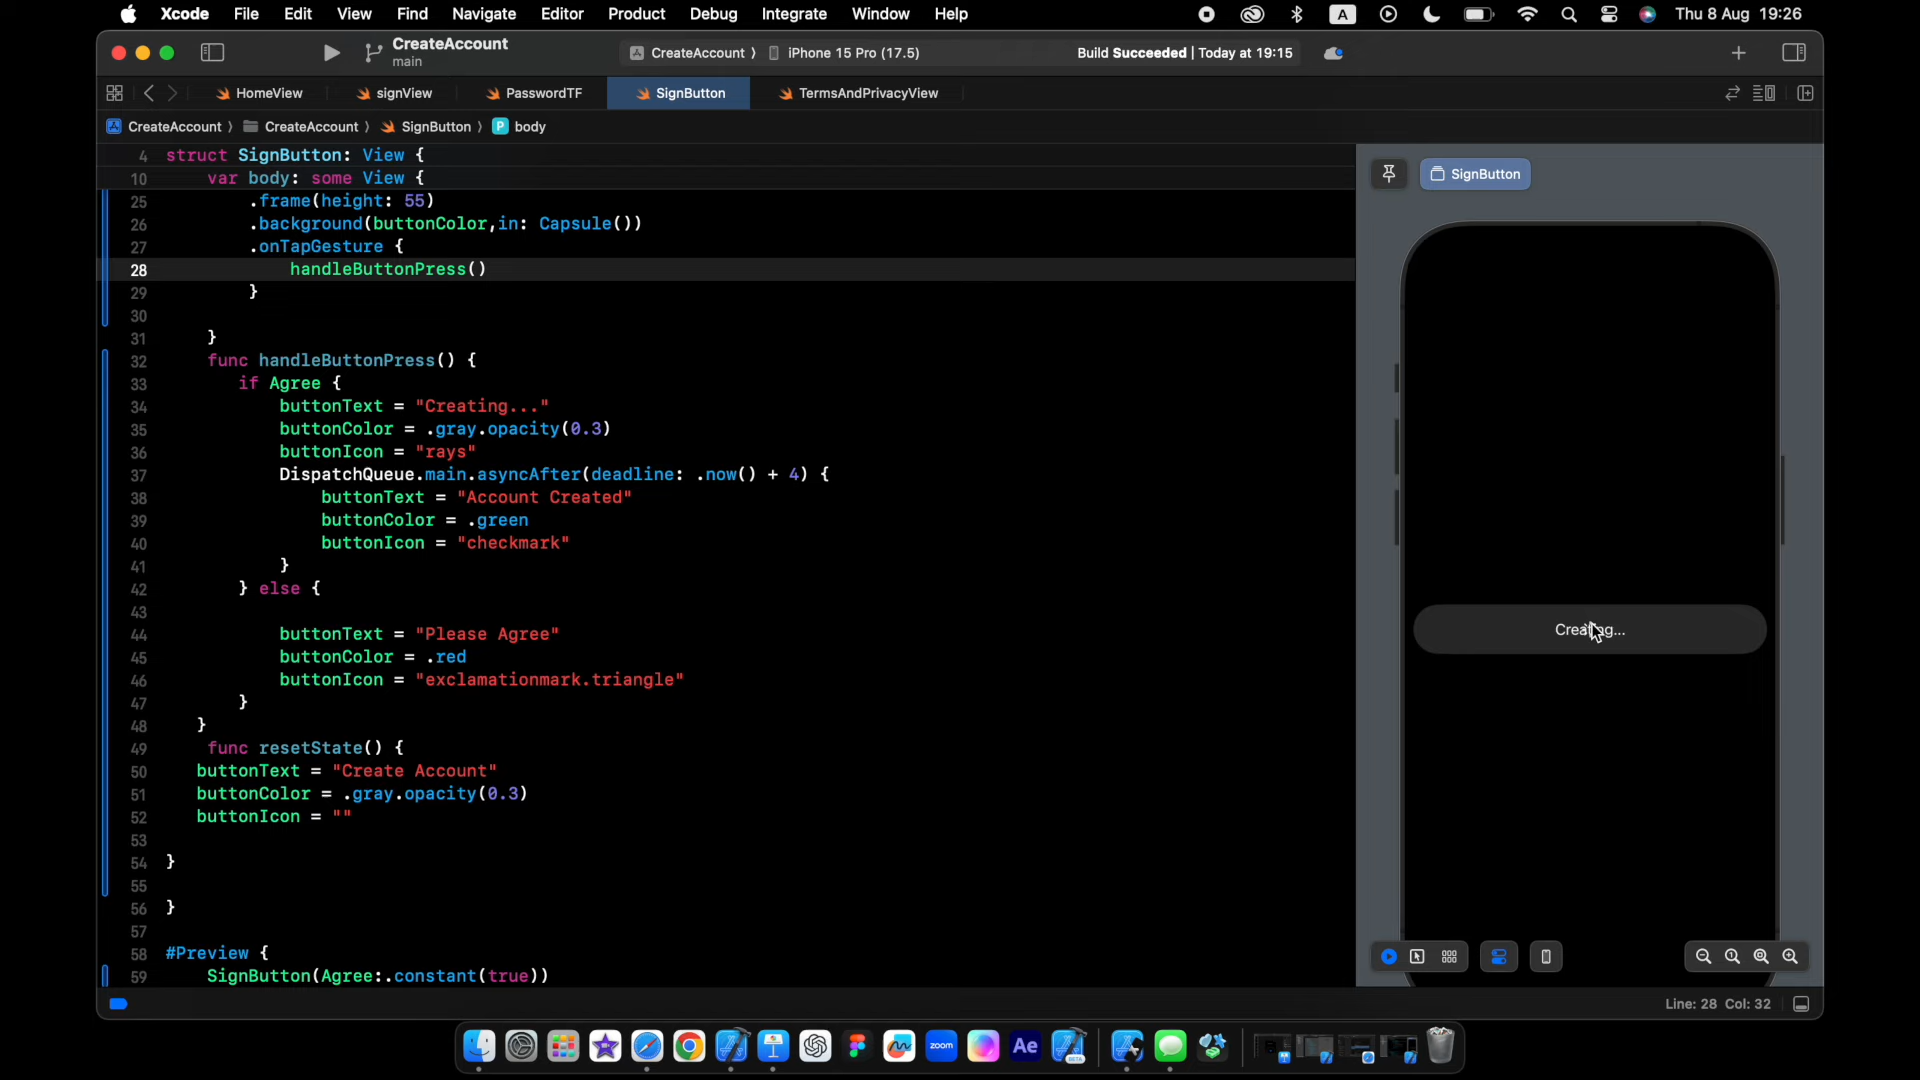 Xcode File Edit View Find Navigate Editor Product Debug Integrate Window Help A Thu 8 Aug 19:26
CreateAccount
main
CreateAccount ⟩ iPhone 15 Pro (17.5) Build Succeeded | Today at 19:15
HomeView signView PasswordTF SignButton TermsAndPrivacyView
CreateAccount ⟩ CreateAccount ⟩ SignButton ⟩ P body
4 struct SignButton: View {
10 var body: some View {
25 .frame(height: 55)
26 .background(buttonColor,in: Capsule())
27 .onTapGesture {
28 handleButtonPress()
29 }
30
31 }
32 func handleButtonPress() {
33 if Agree {
34 buttonText = "Creating..."
35 buttonColor = .gray.opacity(0.3)
36 buttonIcon = "rays"
37 DispatchQueue.main.asyncAfter(deadline: .now() + 4) {
38 buttonText = "Account Created"
39 buttonColor = .green
40 buttonIcon = "checkmark"
41 }
42 } else {
43
44 buttonText = "Please Agree"
45 buttonColor = .red
46 buttonIcon = "exclamationmark.triangle"
47 }
48 }
49 func resetState() {
50 buttonText = "Create Account"
51 buttonColor = .gray.opacity(0.3)
52 buttonIcon = ""
53
54 }
55
56 }
57
58 #Preview {
59 SignButton(Agree:.constant(true))
SignButton
Creating...
Line: 28 Col: 32
zoom Ae BETA